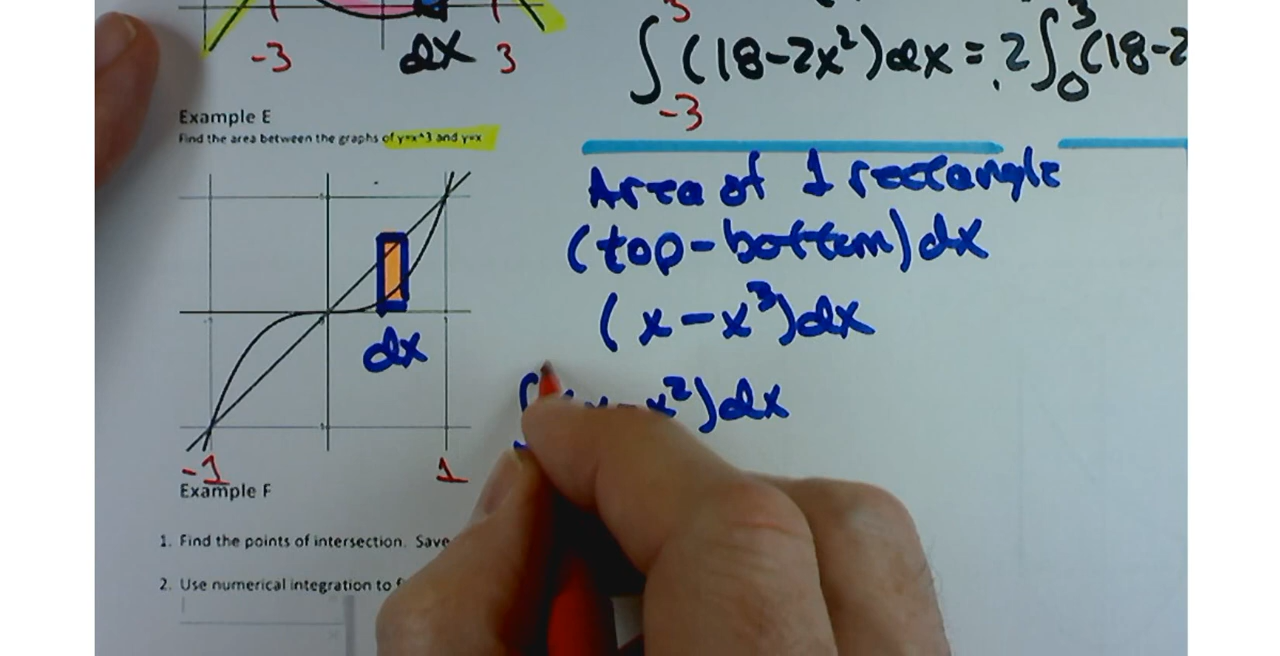 -3
dx
3
3
∫(18-2x²)dx = 2∫(18-2
-3
0
3
Example E
Find the area between the graphs of y=x^3 and y=x
Area of 1 rectangle
(top-bottom)dx
(x-x³)dx
dx
x²)dx
-1
1
Example F
1. Find the points of intersection. Save
2. Use numerical integration to f